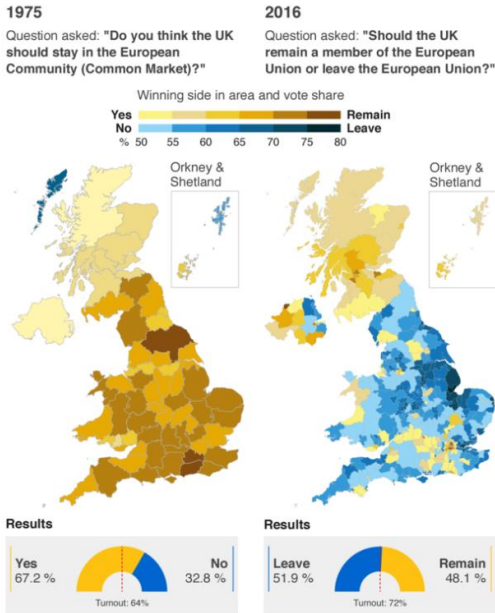 1975
Question asked: "Do you think the UK
should stay in the European
Community (Common Market)?"
2016
Question asked: "Should the UK
remain a member of the European
Union or leave the European Union?"
Winning side in area and vote share
Yes Remain
No Leave
% 50 55 60 65 70 75 80
Orkney &
Shetland
Orkney &
Shetland
Results
Yes
67.2 %
No
32.8 %
Turnout: 64%
Results
Leave
51.9 %
Remain
48.1 %
Turnout: 72%